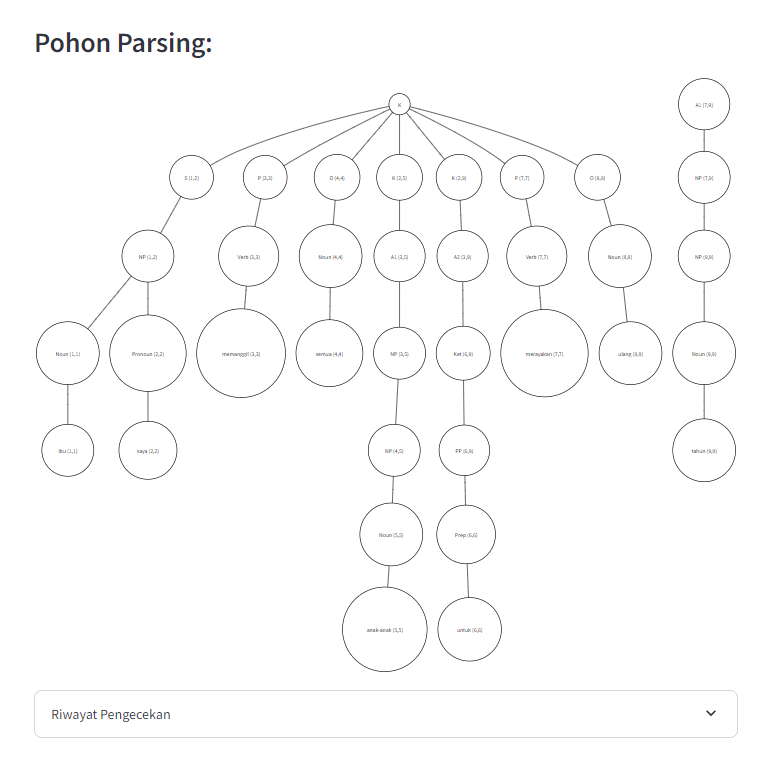 Pohon Parsing:
K
A1 (7,9)
S (1,2)
P (3,3)
O (4,4)
K (2,5)
K (2,9)
P (7,7)
O (8,8)
NP (7,9)
NP (1,2)
Verb (3,3)
Noun (4,4)
A1 (3,5)
A2 (3,9)
Verb (7,7)
Noun (8,8)
NP (8,9)
Noun (1,1)
Pronoun (2,2)
memanggil (3,3)
semua (4,4)
NP (3,5)
Ket (6,9)
merayakan (7,7)
ulang (8,8)
Noun (9,9)
Ibu (1,1)
saya (2,2)
NP (4,5)
PP (6,9)
tahun (9,9)
Noun (5,5)
Prep (6,6)
anak-anak (5,5)
untuk (6,6)
Riwayat Pengecekan